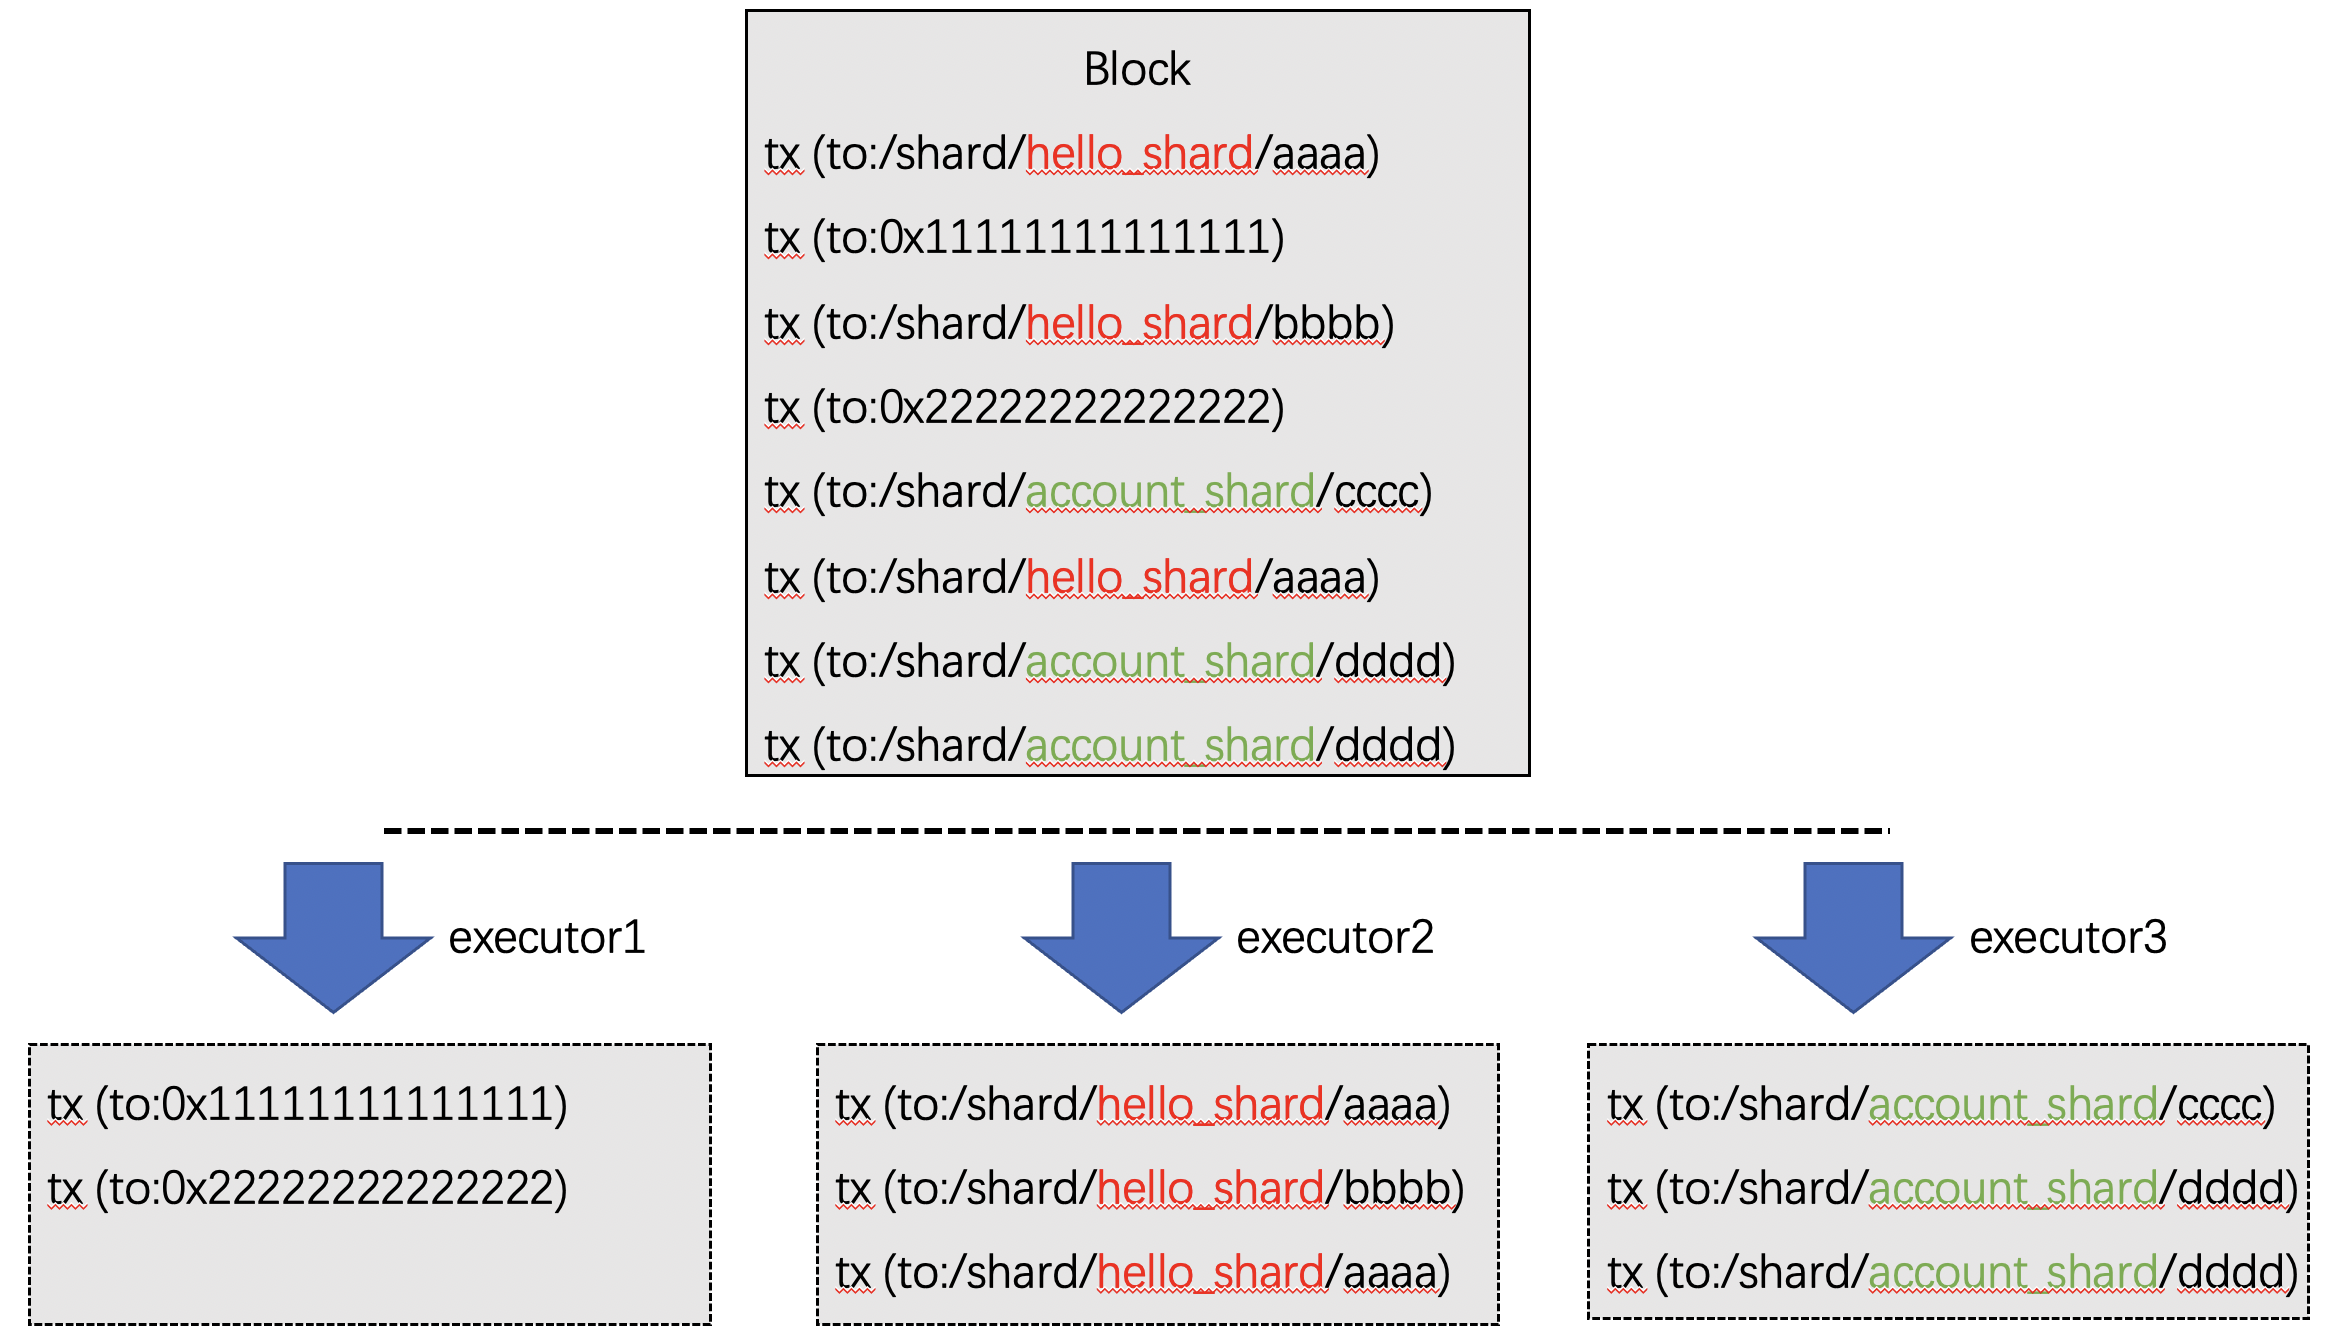 Block
tx (to:/shard/hello_shard/aaaa)
tx (to:0x11111111111111)
tx (to:/shard/hello_shard/bbbb)
tx (to:0x22222222222222)
tx (to:/shard/account_shard/cccc)
tx (to:/shard/hello_shard/aaaa)
tx (to:/shard/account_shard/dddd)
tx (to:/shard/account_shard/dddd)
executor1
executor2
executor3
tx (to:0x11111111111111)
tx (to:0x22222222222222)
tx (to:/shard/hello_shard/aaaa)
tx (to:/shard/hello_shard/bbbb)
tx (to:/shard/hello_shard/aaaa)
tx (to:/shard/account_shard/cccc)
tx (to:/shard/account_shard/dddd)
tx (to:/shard/account_shard/dddd)